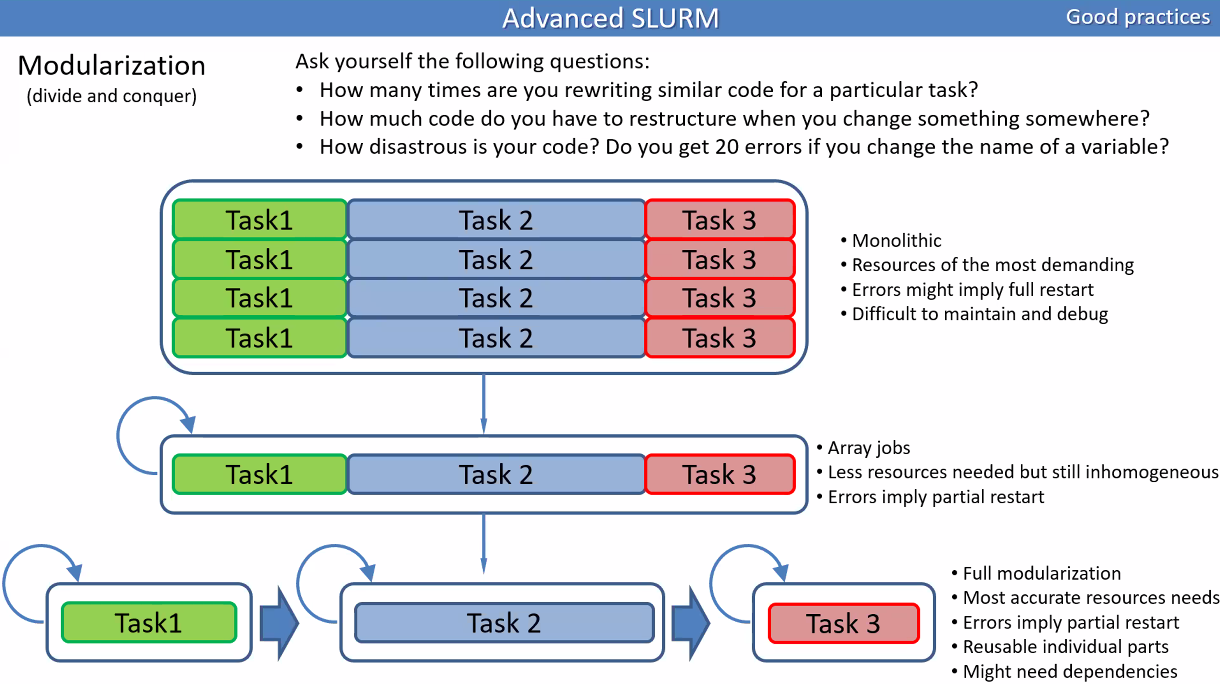 Advanced SLURM
Good practices
Modularization
(divide and conquer)
Ask yourself the following questions:
• How many times are you rewriting similar code for a particular task?
• How much code do you have to restructure when you change something somewhere?
• How disastrous is your code? Do you get 20 errors if you change the name of a variable?
Task1 Task 2 Task 3
Task1 Task 2 Task 3
Task1 Task 2 Task 3
Task1 Task 2 Task 3
• Monolithic
• Resources of the most demanding
• Errors might imply full restart
• Difficult to maintain and debug
Task1 Task 2 Task 3
• Array jobs
• Less resources needed but still inhomogeneous
• Errors imply partial restart
Task1 Task 2 Task 3
• Full modularization
• Most accurate resources needs
• Errors imply partial restart
• Reusable individual parts
• Might need dependencies